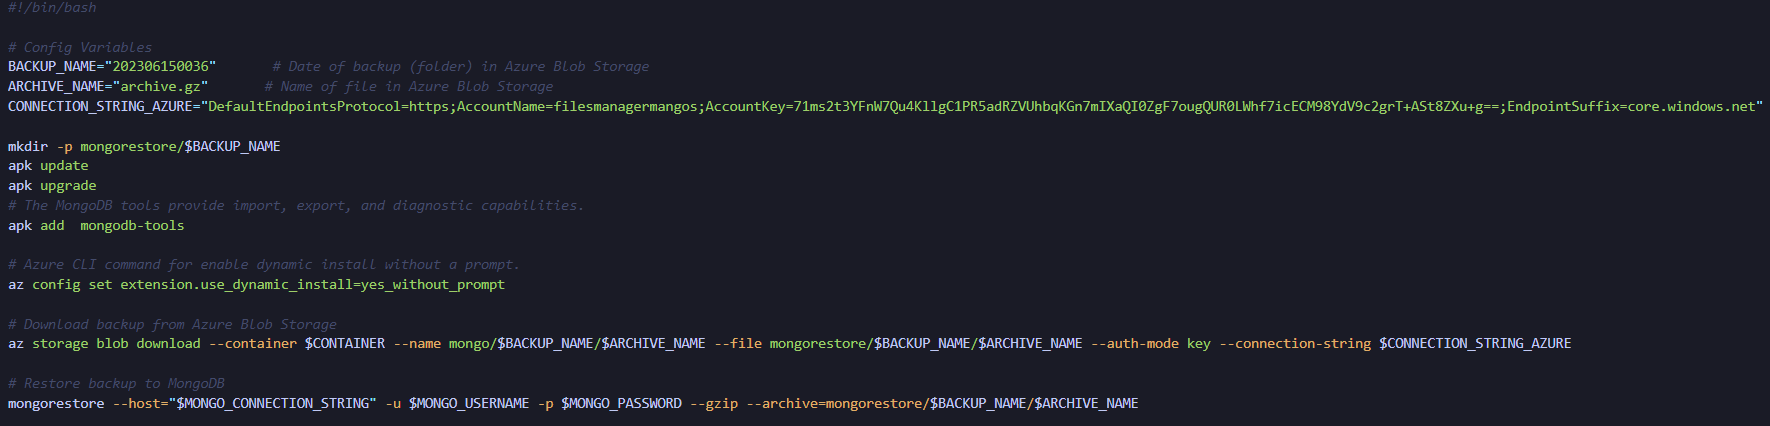 #!/bin/bash
# Config Variables
BACKUP_NAME="202306150036"       # Date of backup (folder) in Azure Blob Storage
ARCHIVE_NAME="archive.gz"       # Name of file in Azure Blob Storage
CONNECTION_STRING_AZURE="DefaultEndpointsProtocol=https;AccountName=filesmanagermangos;AccountKey=71ms2t3YFnW7Qu4KllgC1PR5adRZVUhbqKGn7mIXaQI0ZgF7ougQUR0LWhf7icECM98YdV9c2grT+ASt8ZXu+g==;EndpointSuffix=core.windows.net"
mkdir -p mongorestore/$BACKUP_NAME
apk update
apk upgrade
# The MongoDB tools provide import, export, and diagnostic capabilities.
apk add  mongodb-tools
# Azure CLI command for enable dynamic install without a prompt.
az config set extension.use_dynamic_install=yes_without_prompt
# Download backup from Azure Blob Storage
az storage blob download --container $CONTAINER --name mongo/$BACKUP_NAME/$ARCHIVE_NAME --file mongorestore/$BACKUP_NAME/$ARCHIVE_NAME --auth-mode key --connection-string $CONNECTION_STRING_AZURE
# Restore backup to MongoDB
mongorestore --host="$MONGO_CONNECTION_STRING" -u $MONGO_USERNAME -p $MONGO_PASSWORD --gzip --archive=mongorestore/$BACKUP_NAME/$ARCHIVE_NAME